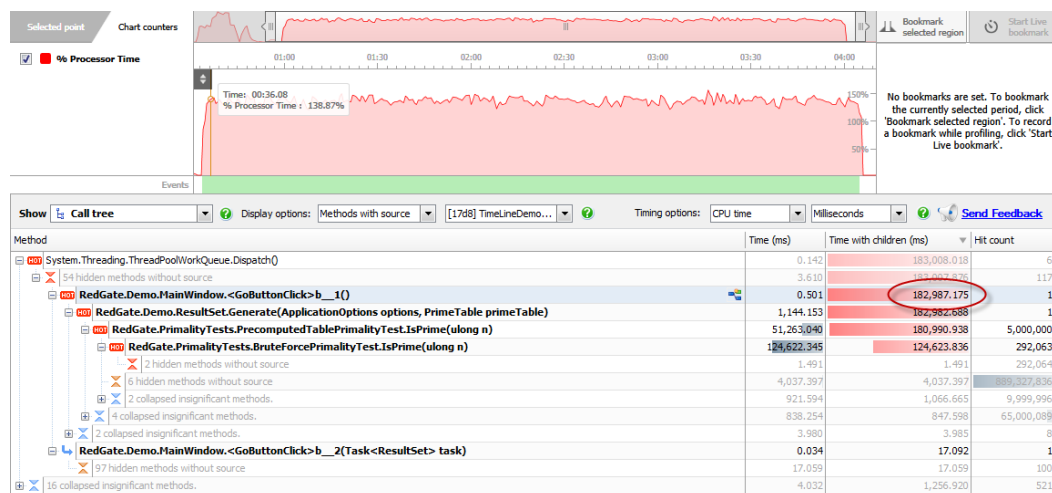 Selected point
Chart counters
Bookmark
selected region
Start Live
bookmark
% Processor Time
01:00 01:30 02:00 02:30 03:00 03:30 04:00
Time: 00:36.08
% Processor Time : 138.87%
150%
100%
50%
No bookmarks are set. To bookmark
the currently selected period, click
'Bookmark selected region'. To record
a bookmark while profiling, click 'Start
Live bookmark'.
Events
Show Call tree Display options: Methods with source [17d8] TimeLineDemo... Timing options: CPU time Milliseconds Send Feedback
Method Time (ms) Time with children (ms) Hit count
HOT System.Threading.ThreadPoolWorkQueue.Dispatch() 0.142 183,008.018 6
54 hidden methods without source 3.610 183,007.876 117
HOT RedGate.Demo.MainWindow.<GoButtonClick>b__1() 0.501 182,987.175 1
HOT RedGate.Demo.ResultSet.Generate(ApplicationOptions options, PrimeTable primeTable) 1,144.153 182,982.688 1
HOT RedGate.PrimalityTests.PrecomputedTablePrimalityTest.IsPrime(ulong n) 51,263.040 180,990.938 5,000,000
HOT RedGate.PrimalityTests.BruteForcePrimalityTest.IsPrime(ulong n) 124,622.345 124,623.836 292,063
2 hidden methods without source 1.491 1.491 292,064
6 hidden methods without source 4,037.397 4,037.397 889,327,836
2 collapsed insignificant methods. 921.594 1,066.665 9,999,996
4 collapsed insignificant methods. 838.254 847.598 65,000,089
2 collapsed insignificant methods. 3.980 3.985 8
RedGate.Demo.MainWindow.<GoButtonClick>b__2(Task<ResultSet> task) 0.034 17.092 1
97 hidden methods without source 17.059 17.059 100
16 collapsed insignificant methods. 4.032 1,256.920 521